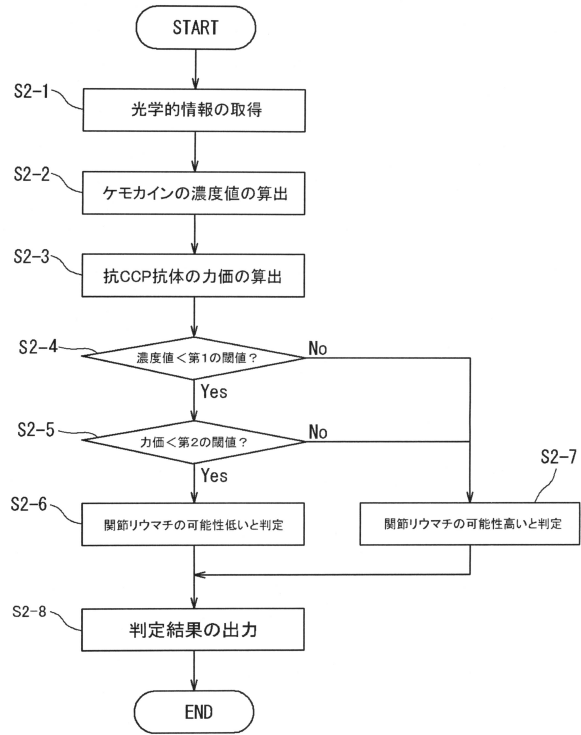 START
S2-1
光学的情報の取得
S2-2
ケモカインの濃度値の算出
S2-3
抗CCP抗体の力価の算出
S2-4
濃度値＜第1の閾値？
No
Yes
S2-5
力価＜第2の閾値？
No
Yes
S2-6
関節リウマチの可能性低いと判定
S2-7
関節リウマチの可能性高いと判定
S2-8
判定結果の出力
END